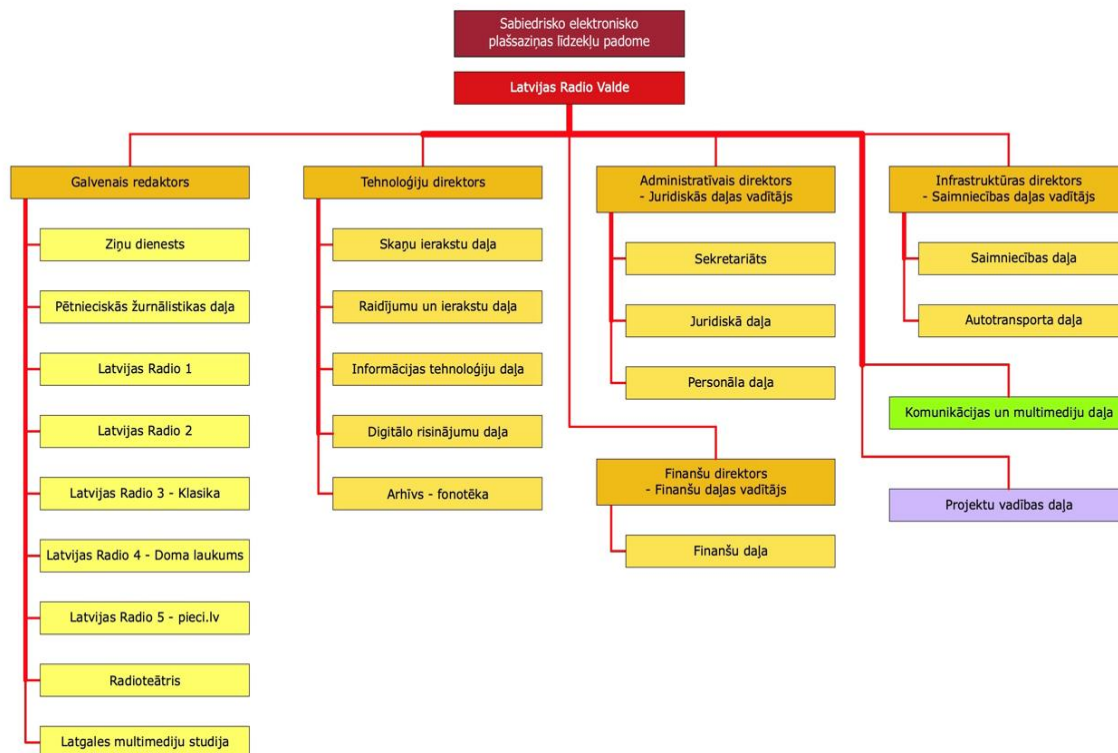 Sabiedrisko elektronisko
plašsaziņas līdzekļu padome
Latvijas Radio Valde
Galvenais redaktors
Ziņu dienests
Pētnieciskās žurnālistikas daļa
Latvijas Radio 1
Latvijas Radio 2
Latvijas Radio 3 - Klasika
Latvijas Radio 4 - Doma laukums
Latvijas Radio 5 - pieci.lv
Radioteātris
Latgales multimediju studija
Tehnoloģiju direktors
Skaņu ierakstu daļa
Raidījumu un ierakstu daļa
Informācijas tehnoloģiju daļa
Digitālo risinājumu daļa
Arhīvs - fonotēka
Administratīvais direktors
- Juridiskās daļas vadītājs
Sekretariāts
Juridiskā daļa
Personāla daļa
Finanšu direktors
- Finanšu daļas vadītājs
Finanšu daļa
Infrastruktūras direktors
- Saimniecības daļas vadītājs
Saimniecības daļa
Autotransporta daļa
Komunikācijas un multimediju daļa
Projektu vadības daļa